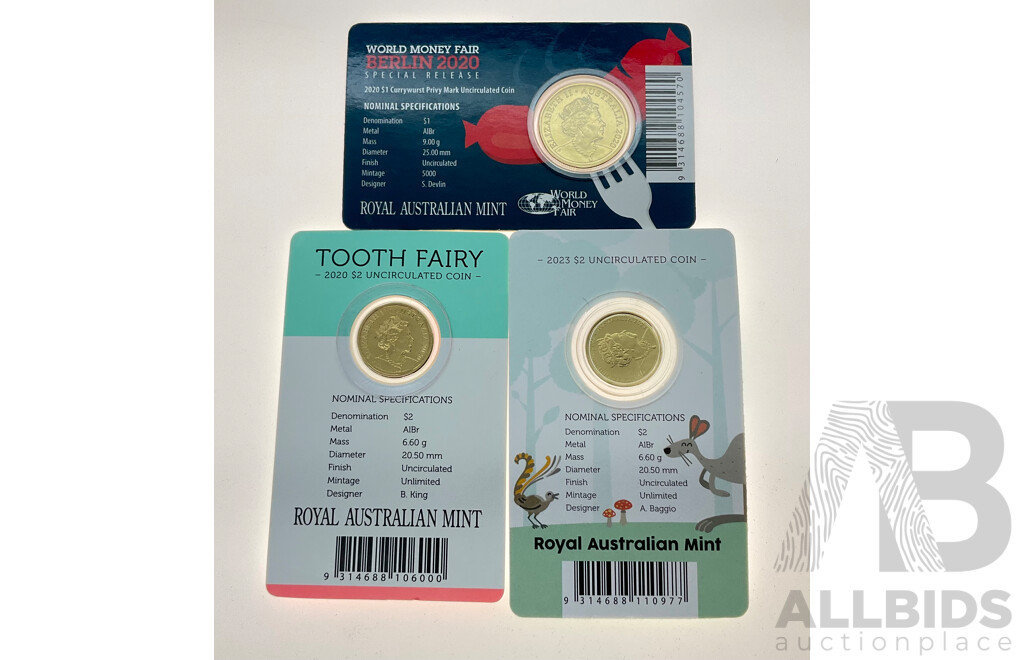 WORLD MONEY FAIR
BERLIN 2020
SPECIAL RELEASE
2020 $1 Currywurst Privy Mark Uncirculated Coin
NOMINAL SPECIFICATIONS
Denomination $1
Metal AlBr
Mass 9.00 g
Diameter 25.00 mm
Finish Uncirculated
Mintage 5000
Designer S. Devlin
ROYAL AUSTRALIAN MINT
WORLD
MONEY
FAIR
ELIZABETH II AUSTRALIA 2020
9 314688 104570
TOOTH FAIRY
– 2020 $2 UNCIRCULATED COIN –
NOMINAL SPECIFICATIONS
Denomination $2
Metal AlBr
Mass 6.60 g
Diameter 20.50 mm
Finish Uncirculated
Mintage Unlimited
Designer B. King
ROYAL AUSTRALIAN MINT
9 314688 106000
– 2023 $2 UNCIRCULATED COIN –
NOMINAL SPECIFICATIONS
Denomination $2
Metal AlBr
Mass 6.60 g
Diameter 20.50 mm
Finish Uncirculated
Mintage Unlimited
Designer A. Baggio
Royal Australian Mint
9 314688 110977
AB
ALLBIDS
auctionplace